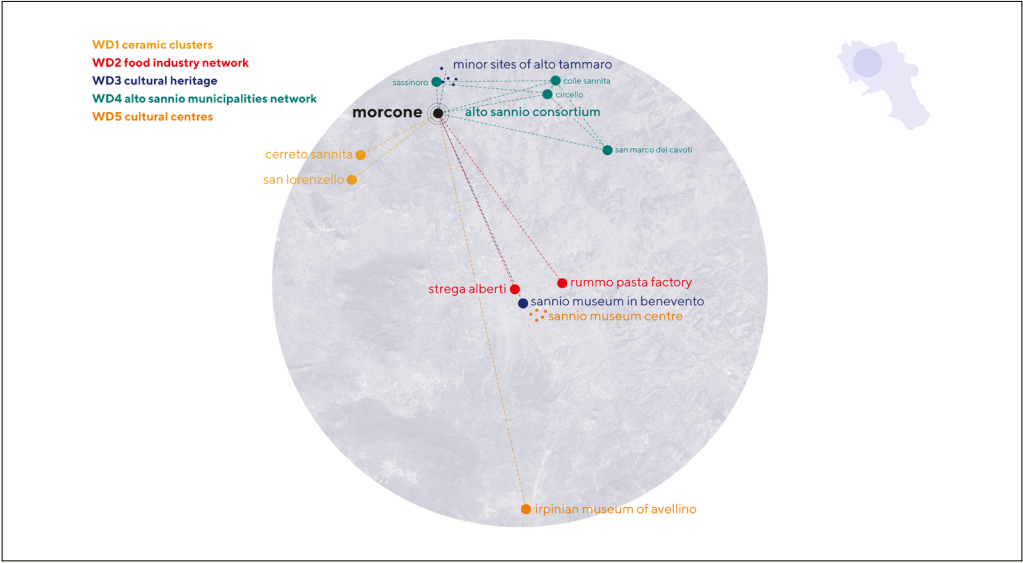 WD1 ceramic clusters
WD2 food industry network
WD3 cultural heritage
WD4 alto sannio municipalities network
WD5 cultural centres
minor sites of alto tammaro
sassinoro
colle sannita
circello
morcone
alto sannio consortium
san marco dei cavoti
cerreto sannita
san lorenzello
rummo pasta factory
strega alberti
sannio museum in benevento
sannio museum centre
irpinian museum of avellino